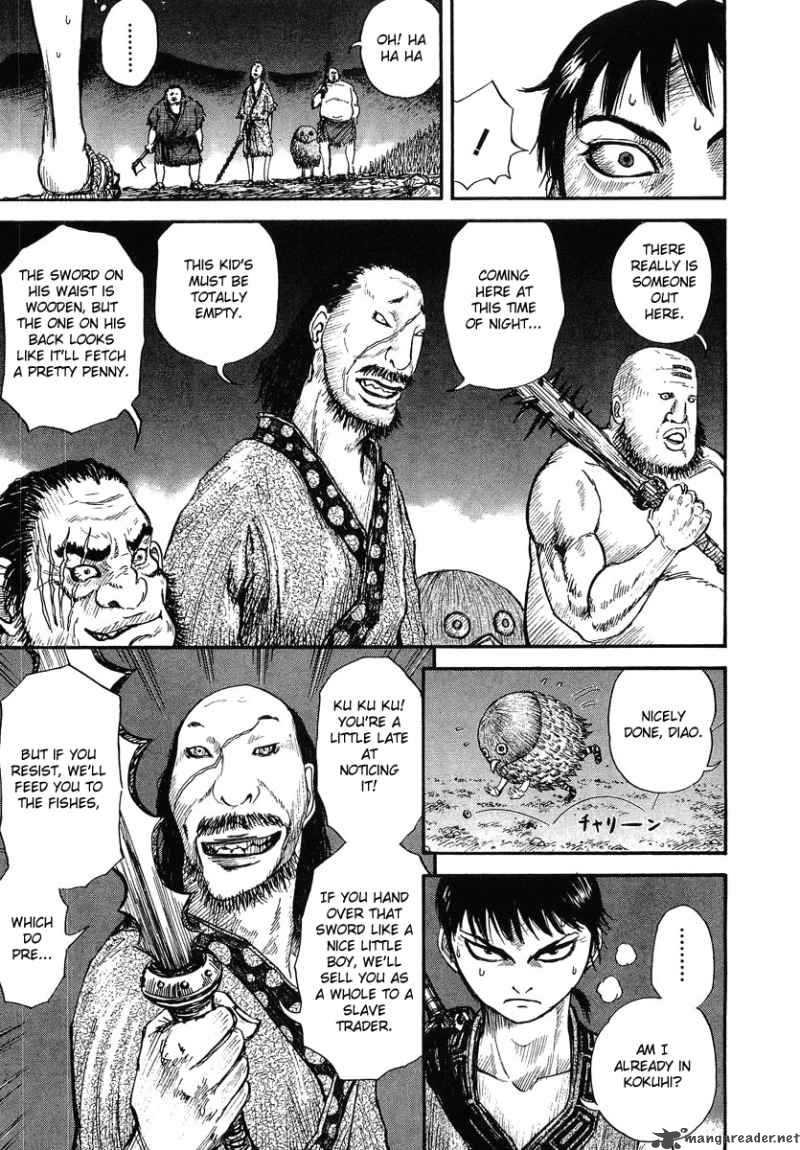 !
OH! HA
HA HA
........
THERE
REALLY IS
SOMEONE
OUT
HERE.
COMING
HERE AT
THIS TIME
OF NIGHT...
THIS KID'S
MUST BE
TOTALLY
EMPTY.
THE SWORD ON
HIS WAIST IS
WOODEN, BUT
THE ONE ON HIS
BACK LOOKS
LIKE IT'LL FETCH
A PRETTY PENNY.
NICELY
DONE, DIAO.
チャリーン
........
AM I
ALREADY IN
KOKUHI?
KU KU KU!
YOU'RE A
LITTLE LATE
AT
NOTICING
IT!
IF YOU HAND
OVER THAT
SWORD LIKE A
NICE LITTLE
BOY, WE'LL
SELL YOU AS
A WHOLE TO A
SLAVE
TRADER.
BUT IF YOU
RESIST, WE'LL
FEED YOU TO
THE FISHES,
WHICH
DO
PRE...
mangareader.net